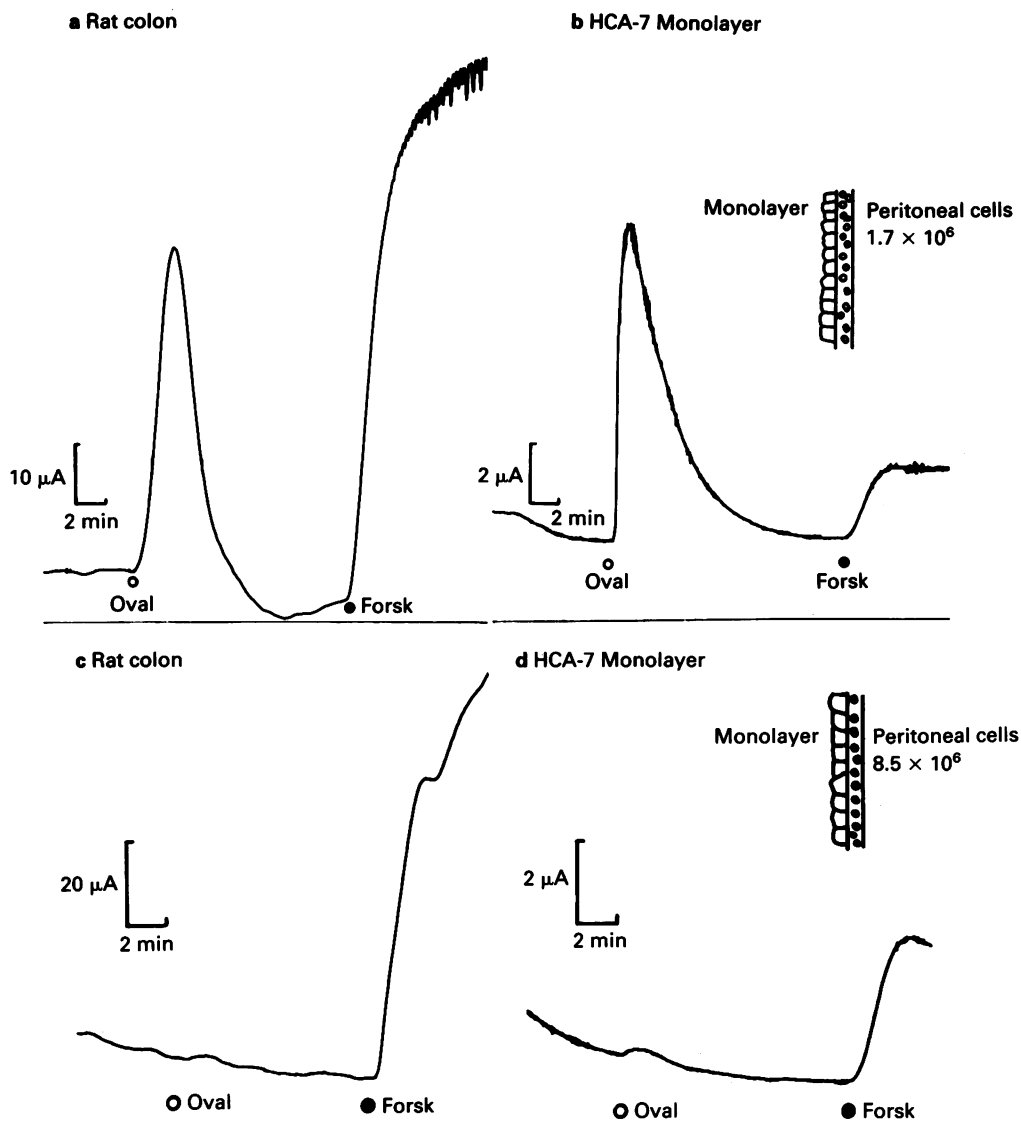 a Rat colon
b HCA-7 Monolayer
Monolayer
Peritoneal cells
1.7 × 10⁶
10 μA
2 min
2 μA
2 min
Oval
Forsk
Oval
Forsk
c Rat colon
d HCA-7 Monolayer
Monolayer
Peritoneal cells
8.5 × 10⁶
20 μA
2 min
2 μA
2 min
Oval
Forsk
Oval
Forsk